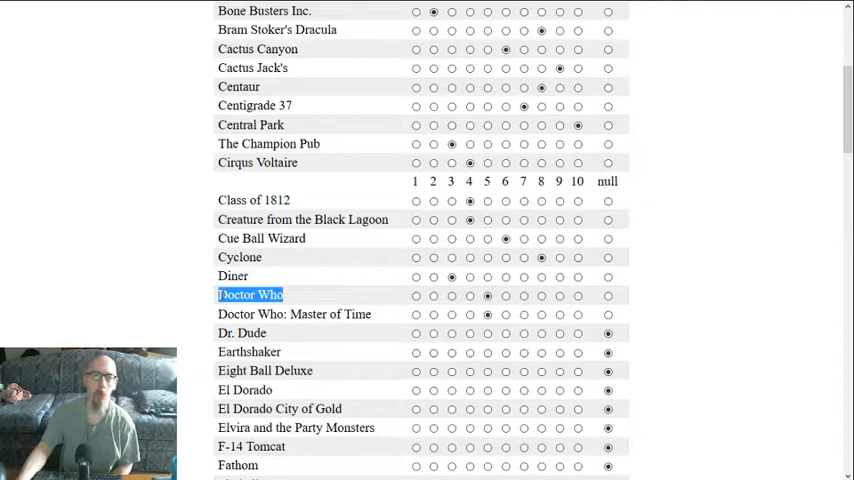 Bone Busters Inc.
Bram Stoker's Dracula
Cactus Canyon
Cactus Jack's
Centaur
Centigrade 37
Central Park
The Champion Pub
Cirqus Voltaire
1 2 3 4 5 6 7 8 9 10 null
Class of 1812
Creature from the Black Lagoon
Cue Ball Wizard
Cyclone
Diner
Doctor Who
Doctor Who: Master of Time
Dr. Dude
Earthshaker
Eight Ball Deluxe
El Dorado
El Dorado City of Gold
Elvira and the Party Monsters
F-14 Tomcat
Fathom